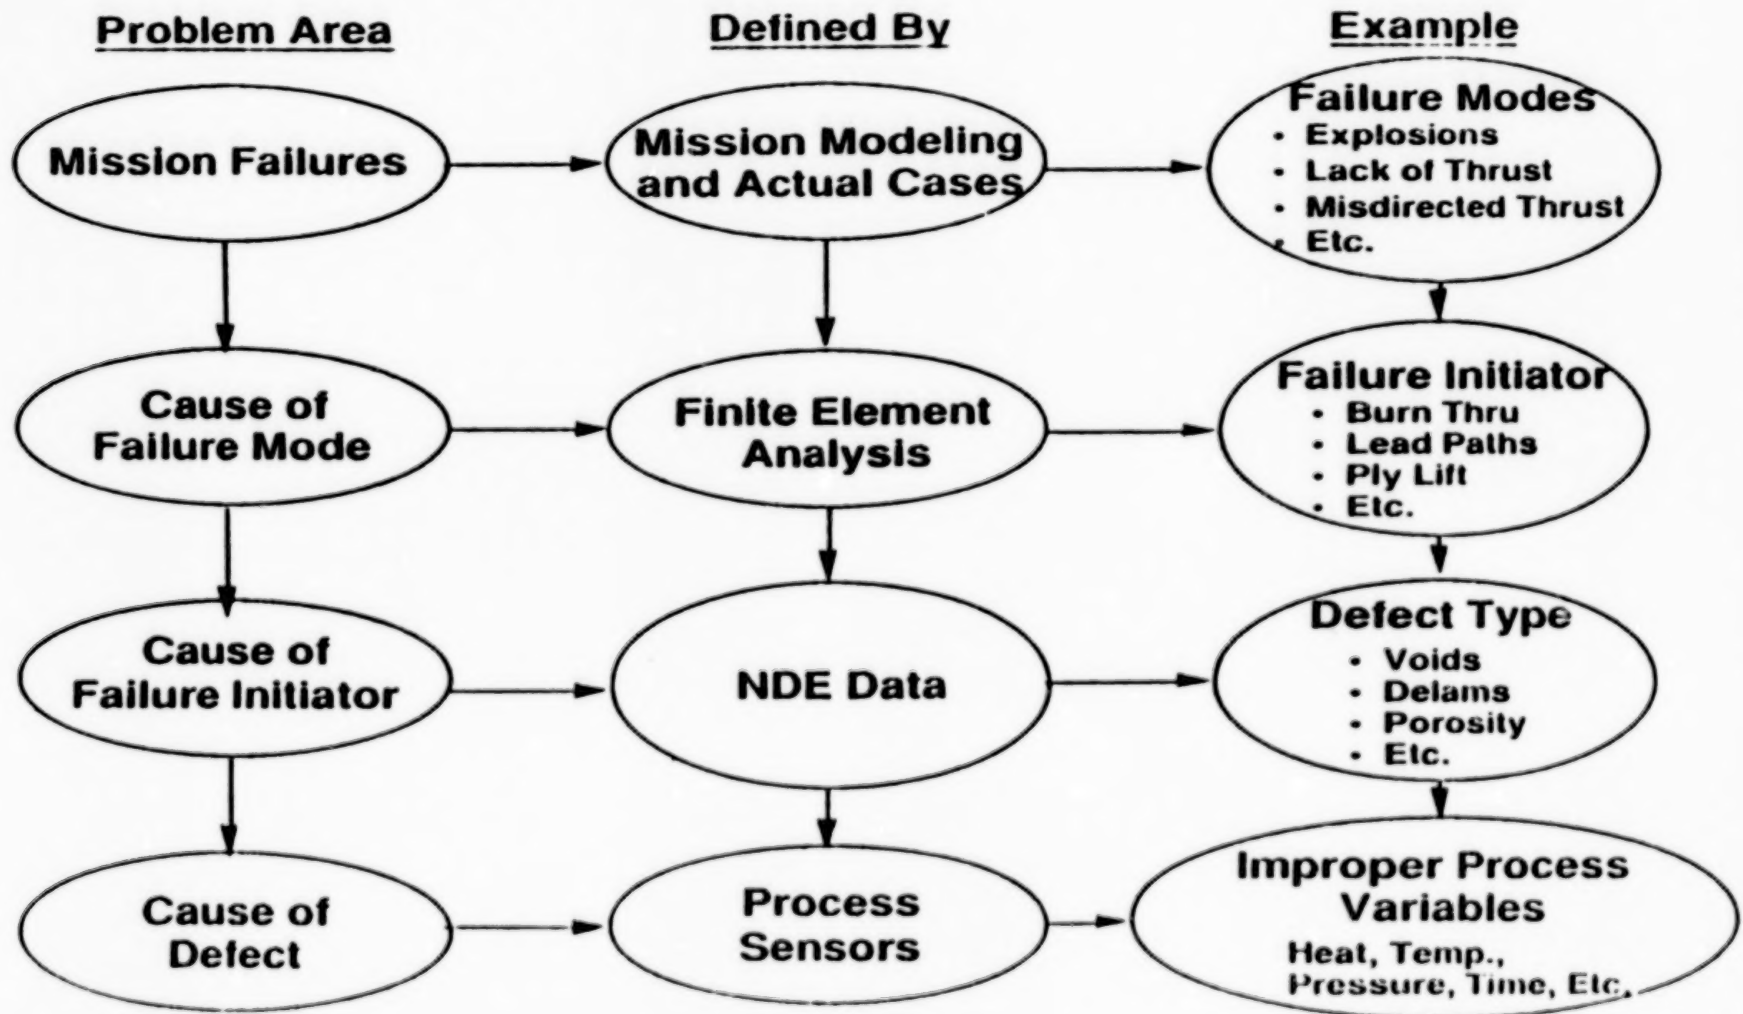 Problem Area
Defined By
Example
Mission Failures
Mission Modeling
and Actual Cases
Failure Modes
• Explosions
• Lack of Thrust
• Misdirected Thrust
• Etc.
Cause of
Failure Mode
Finite Element
Analysis
Failure Initiator
• Burn Thru
• Lead Paths
• Ply Lift
• Etc.
Cause of
Failure Initiator
NDE Data
Defect Type
• Voids
• Delams
• Porosity
• Etc.
Cause of
Defect
Process
Sensors
Improper Process
Variables
Heat, Temp.,
Pressure, Time, Etc.